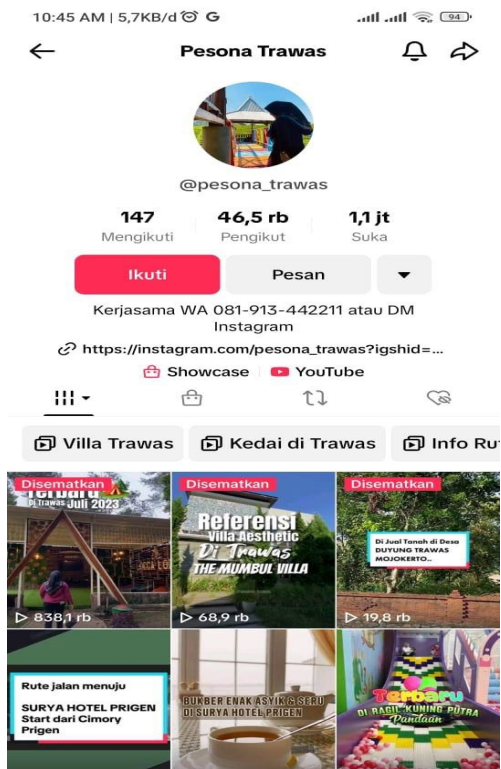 10:45 AM | 5,7KB/d G
94
Pesona Trawas
@pesona_trawas
147 46,5 rb 1,1 jt
Mengikuti Pengikut Suka
Ikuti Pesan
Kerjasama WA 081-913-442211 atau DM
Instagram
https://instagram.com/pesona_trawas?igshid=...
Showcase YouTube
Villa Trawas Kedai di Trawas Info Ru
Disematkan
Terbaru
Di Trawas Juli 2023
838,1 rb
Disematkan
Referensi
Villa Aesthetic
Di Trawas
THE MUMBUL VILLA
68,9 rb
Disematkan
Di Jual Tanah di Desa
DUYUNG TRAWAS
MOJOKERTO..
19,8 rb
Rute jalan menuju
SURYA HOTEL PRIGEN
Start dari Cimory
Prigen
BUKBER ENAK ASYIK & SERU
DI SURYA HOTEL PRIGEN
Terbaru
DI RAGIL KUNING PUTRA
Pandaan